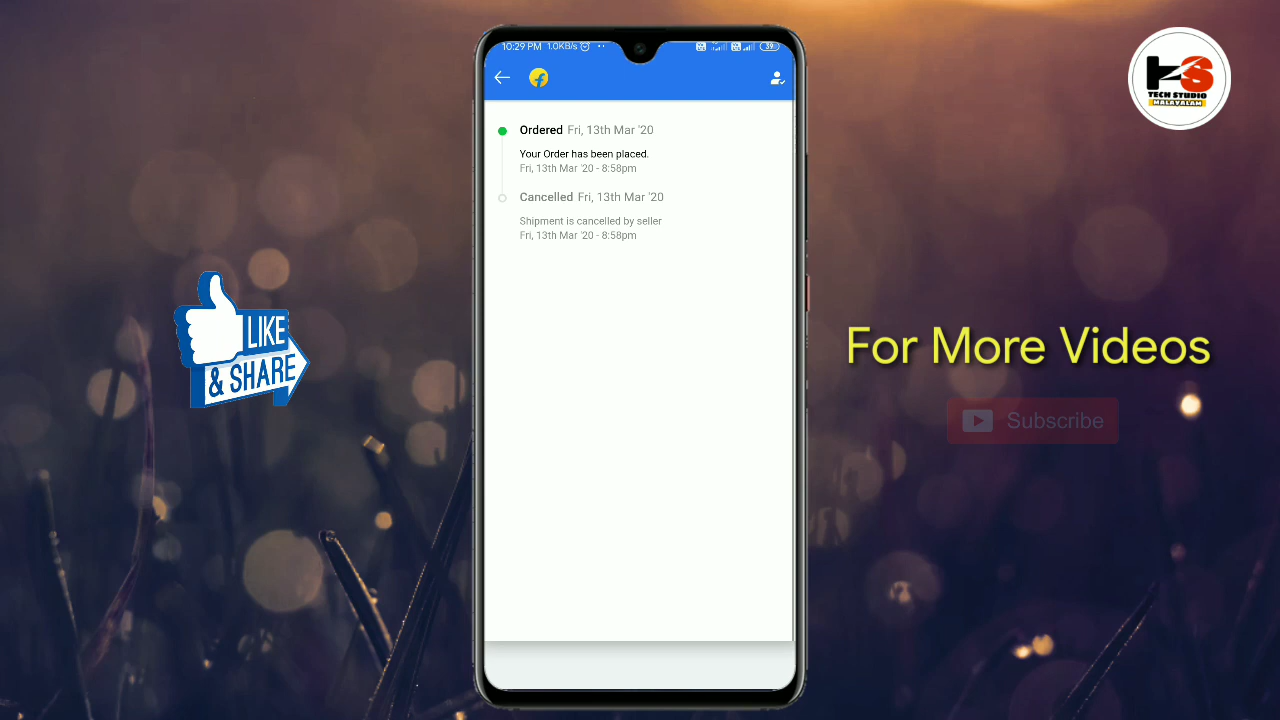 10:29 PM 1.0KB/s
39
Ordered Fri, 13th Mar '20
Your Order has been placed.
Fri, 13th Mar '20 - 8:58pm
Cancelled Fri, 13th Mar '20
Shipment is cancelled by seller
Fri, 13th Mar '20 - 8:58pm
LIKE
& SHARE
For More Videos
Subscribe
TECH STUDIO
MALAYALAM